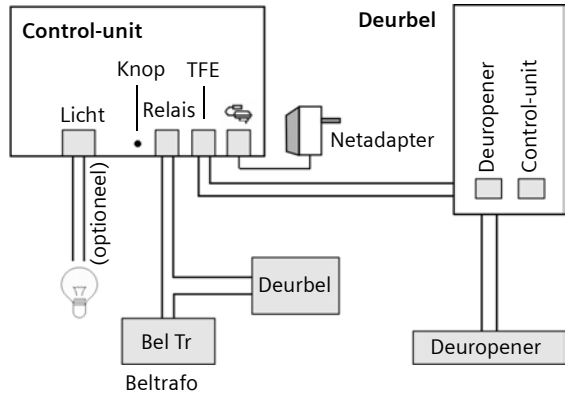 Control-unit
Deurbel
Knop
TFE
Licht
Relais
Netadapter
Deuropener
Control-unit
(optioneel)
Deurbel
Bel Tr
Deuropener
Beltrafo